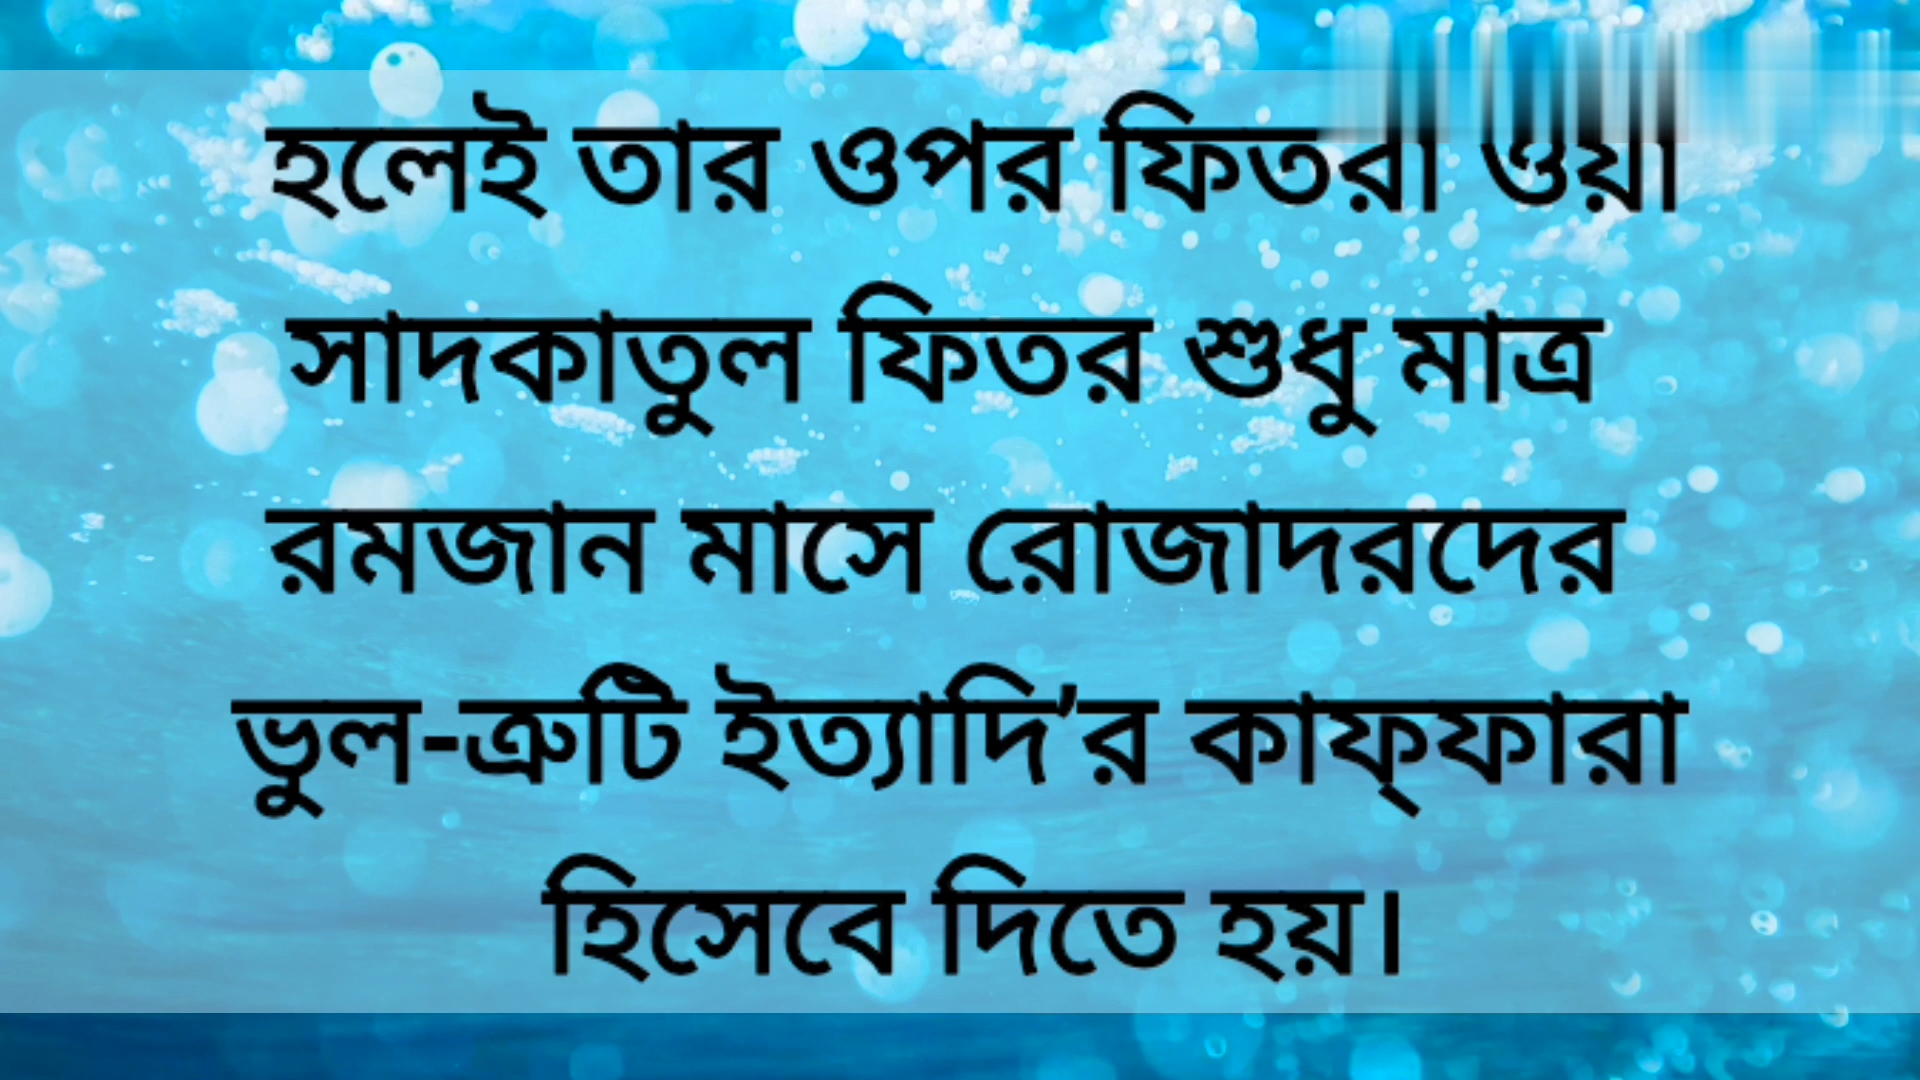 হলেই তার ওপর ফিতরা ওয়া
সাদকাতুল ফিতর শুধু মাত্র
রমজান মাসে রোজাদরদের
ভুল-ত্রুটি ইত্যাদি'র কাফ্ফারা
হিসেবে দিতে হয়।